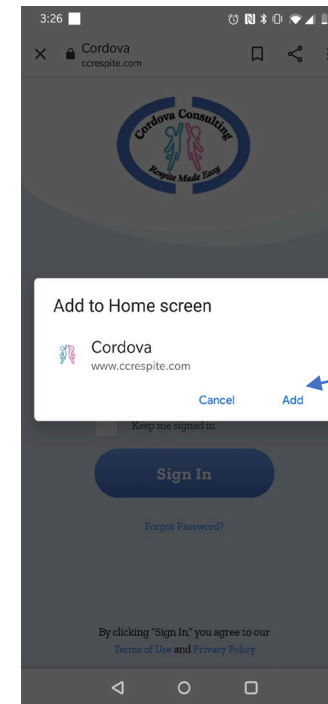 3:26
Cordova
ccrespite.com
Cordova Consulting
Respite Made Easy
Add to Home screen
Cordova
www.ccrespite.com
Cancel Add
Keep me signed in
Sign In
Forgot Password?
By clicking "Sign In," you agree to our
Terms of Use and Privacy Policy